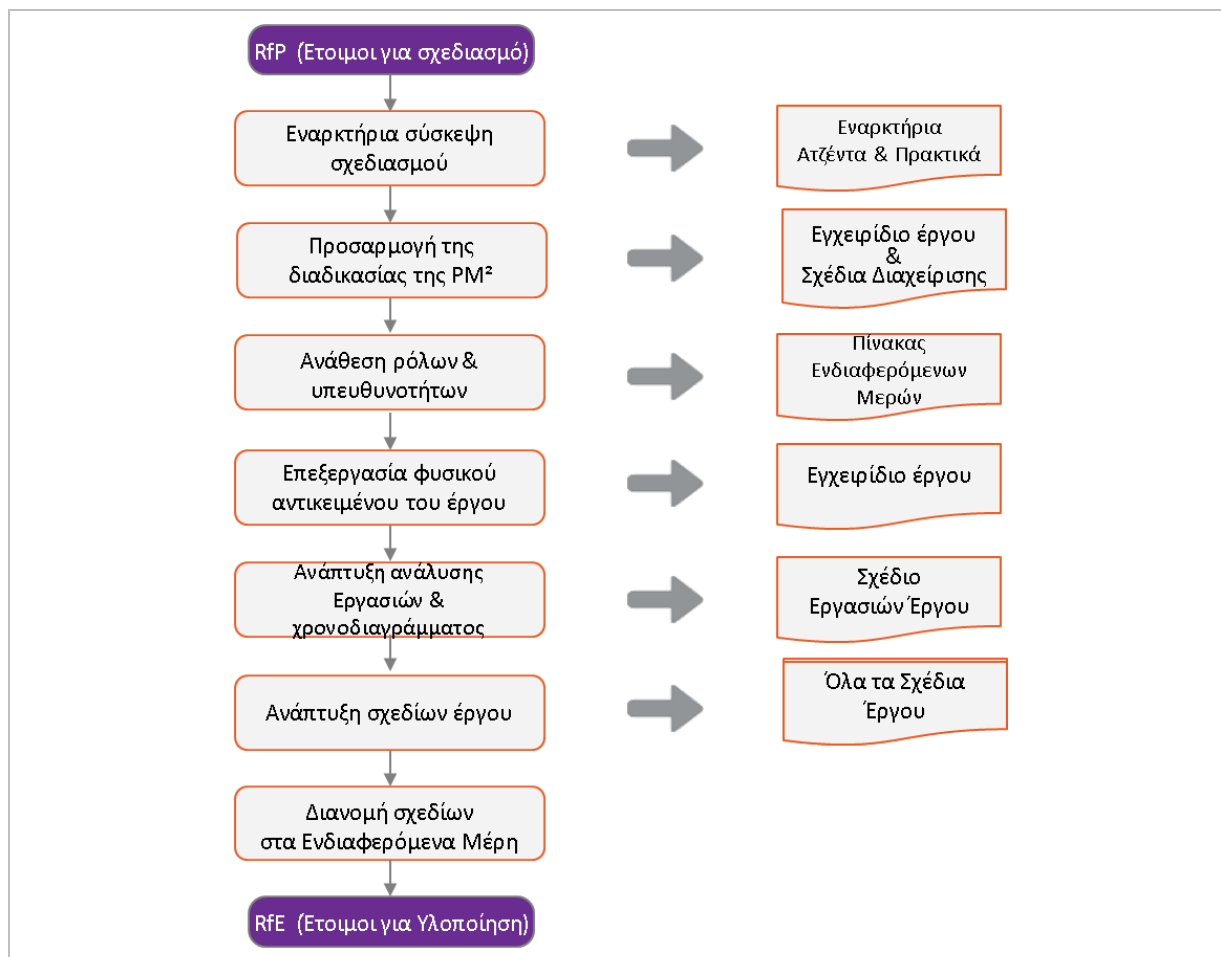 RfP (Έτοιμοι για σχεδιασμό)
Εναρκτήρια σύσκεψη
σχεδιασμού
Εναρκτήρια
Ατζέντα & Πρακτικά
Προσαρμογή της
διαδικασίας της PM²
Εγχειρίδιο έργου
&
Σχέδια Διαχείρισης
Ανάθεση ρόλων &
υπευθυνοτήτων
Πίνακας
Ενδιαφερόμενων
Μερών
Επεξεργασία φυσικού
αντικειμένου του έργου
Εγχειρίδιο έργου
Ανάπτυξη ανάλυσης
Εργασιών &
χρονοδιαγράμματος
Σχέδιο
Εργασιών Έργου
Ανάπτυξη σχεδίων έργου
Όλα τα Σχέδια
Έργου
Διανομή σχεδίων
στα Ενδιαφερόμενα Μέρη
RfE (Έτοιμοι για Υλοποίηση)